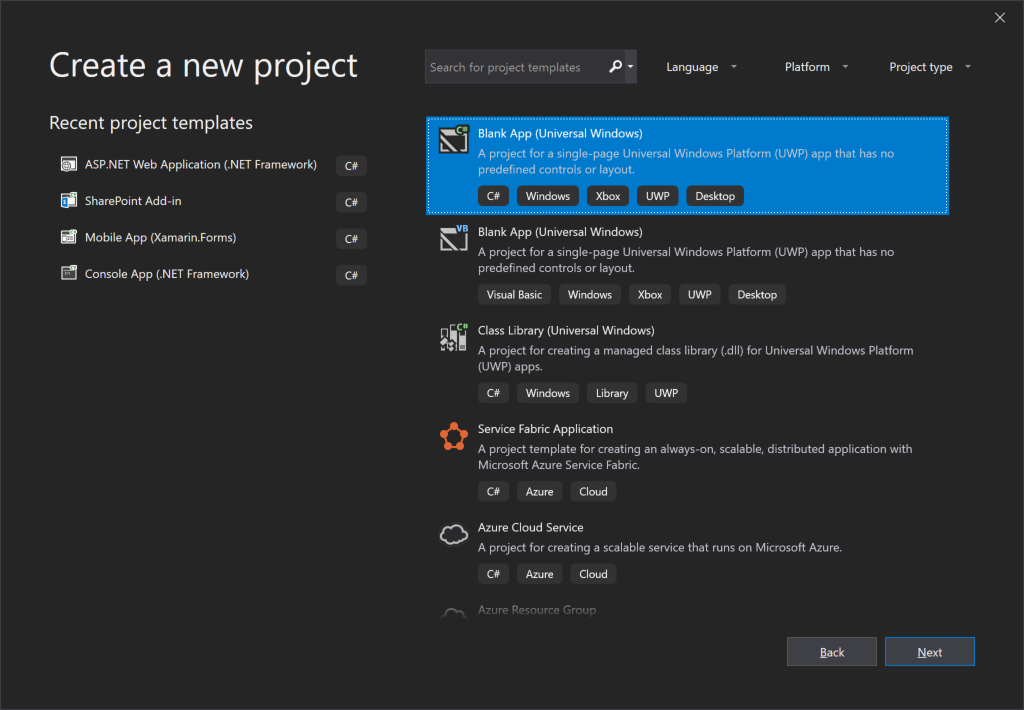 Create a new project
Search for project templates
Language
Platform
Project type
Recent project templates
ASP.NET Web Application (.NET Framework) C#
SharePoint Add-in C#
Mobile App (Xamarin.Forms) C#
Console App (.NET Framework) C#
C#
Blank App (Universal Windows)
A project for a single-page Universal Windows Platform (UWP) app that has no
predefined controls or layout.
C# Windows Xbox UWP Desktop
VB
Blank App (Universal Windows)
A project for a single-page Universal Windows Platform (UWP) app that has no
predefined controls or layout.
Visual Basic Windows Xbox UWP Desktop
C#
Class Library (Universal Windows)
A project for creating a managed class library (.dll) for Universal Windows Platform
(UWP) apps.
C# Windows Library UWP
Service Fabric Application
A project template for creating an always-on, scalable, distributed application with
Microsoft Azure Service Fabric.
C# Azure Cloud
Azure Cloud Service
A project for creating a scalable service that runs on Microsoft Azure.
C# Azure Cloud
Azure Resource Group
Back
Next